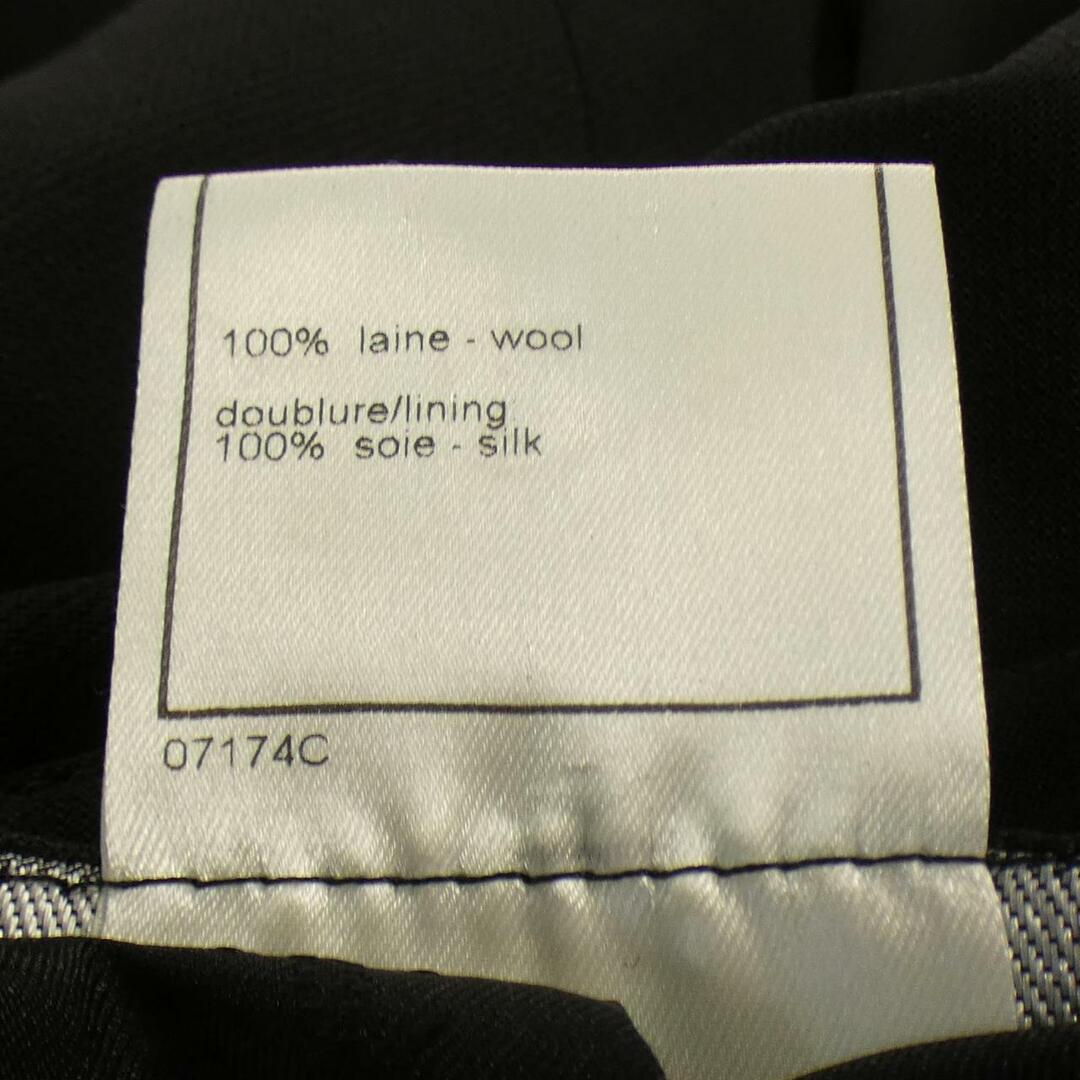 100% laine - wool
doublure/lining
100% soie - silk
07174C